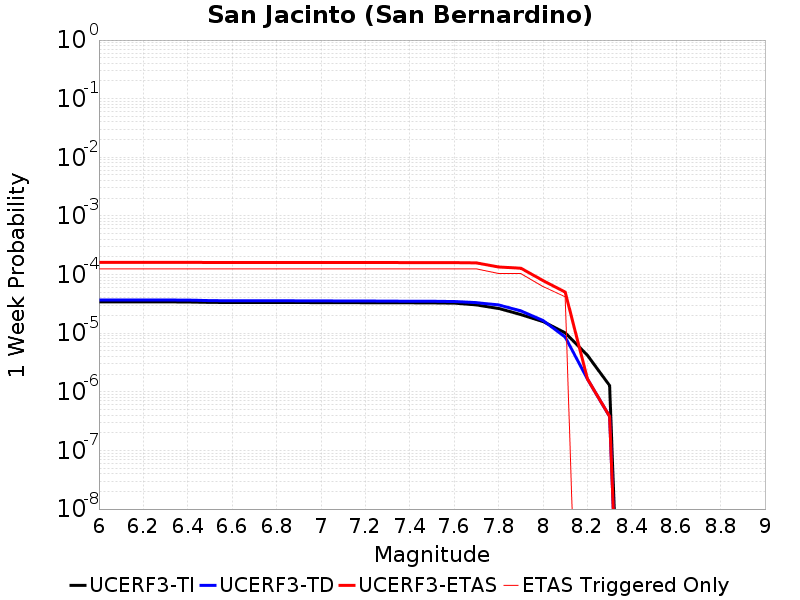 San Jacinto (San Bernardino)
10^0
10^-1
10^-2
10^-3
10^-4
10^-5
10^-6
10^-7
10^-8
1 Week Probability
6 6.2 6.4 6.6 6.8 7 7.2 7.4 7.6 7.8 8 8.2 8.4 8.6 8.8 9
Magnitude
UCERF3-TI UCERF3-TD UCERF3-ETAS ETAS Triggered Only